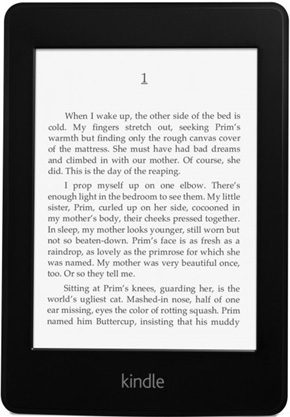 1
When I wake up, the other side of the bed is
cold. My fingers stretch out, seeking Prim's
warmth but finding only the rough canvas cover
of the mattress. She must have had bad dreams
and climbed in with our mother. Of course, she
did. This is the day of the reaping.
I prop myself up on one elbow. There's
enough light in the bedroom to see them. My little
sister, Prim, curled up on her side, cocooned in
my mother's body, their cheeks pressed together.
In sleep, my mother looks younger, still worn but
not so beaten-down. Prim's face is as fresh as a
raindrop, as lovely as the primrose for which she
was named. My mother was very beautiful once,
too. Or so they tell me.
Sitting at Prim's knees, guarding her, is the
world's ugliest cat. Mashed-in nose, half of one
ear missing, eyes the color of rotting squash. Prim
named him Buttercup, insisting that his muddy
kindle